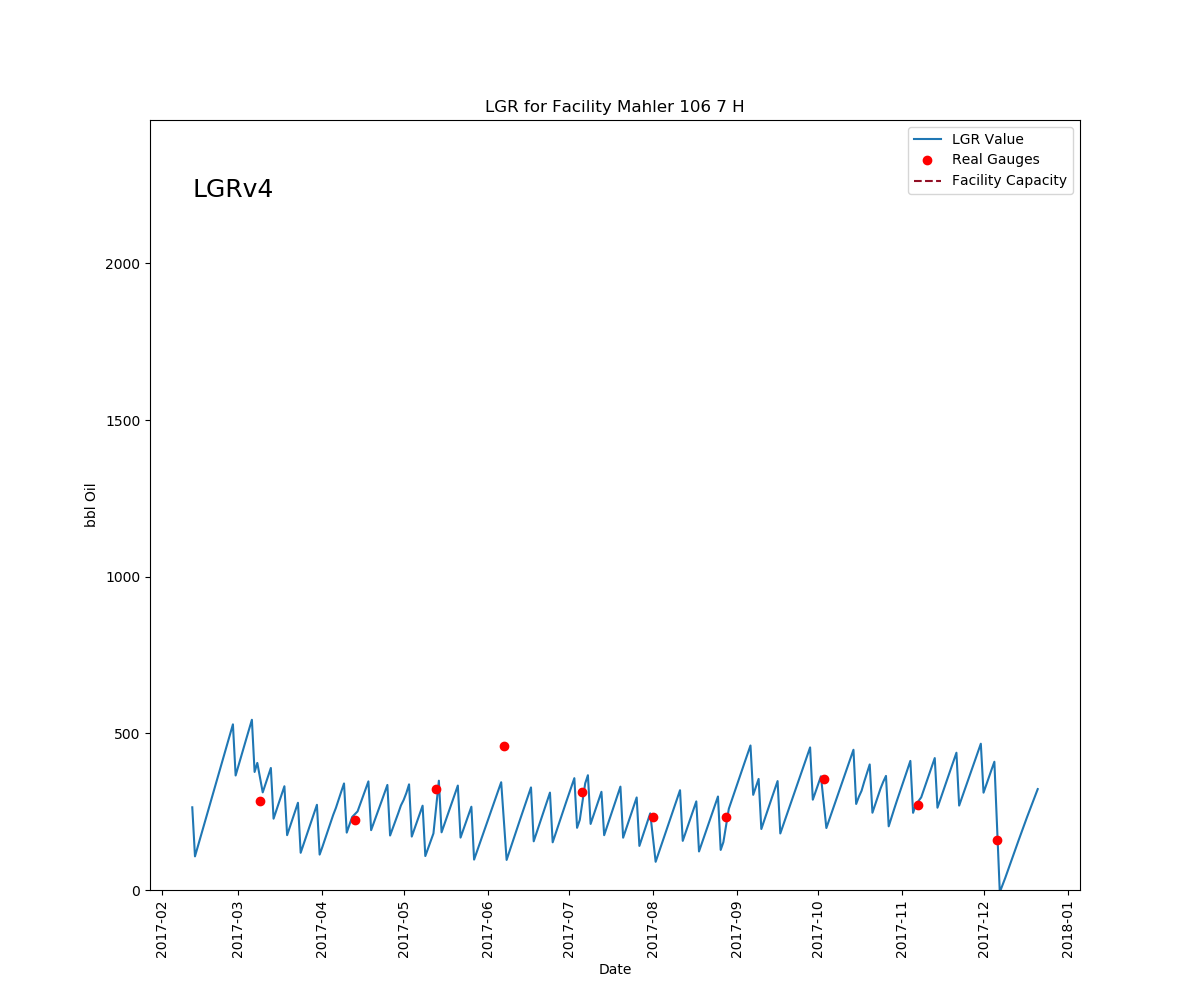 LGR for Facility Mahler 106 7 H
LGRv4
LGR Value
Real Gauges
Facility Capacity
2000
1500
1000
500
0
bbl Oil
2017-02
2017-03
2017-04
2017-05
2017-06
2017-07
2017-08
2017-09
2017-10
2017-11
2017-12
2018-01
Date